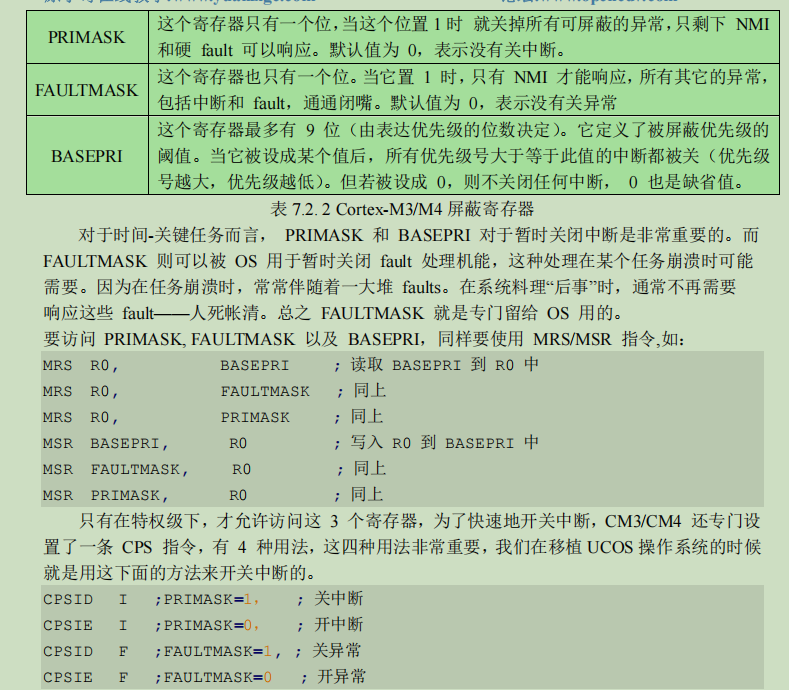 PRIMASK
这个寄存器只有一个位，当这个位置 1 时 就关掉所有可屏蔽的异常，只剩下 NMI
和硬 fault 可以响应。默认值为 0，表示没有关中断。
FAULTMASK
这个寄存器也只有一个位。当它置 1 时，只有 NMI 才能响应，所有其它的异常，
包括中断和 fault，通通闭嘴。默认值为 0，表示没有关异常
BASEPRI
这个寄存器最多有 9 位（由表达优先级的位数决定）。它定义了被屏蔽优先级的
阈值。当它被设成某个值后，所有优先级号大于等于此值的中断都被关（优先级
号越大，优先级越低）。但若被设成 0，则不关闭任何中断， 0 也是缺省值。
表 7.2.2 Cortex-M3/M4 屏蔽寄存器
对于时间-关键任务而言， PRIMASK 和 BASEPRI 对于暂时关闭中断是非常重要的。而
FAULTMASK 则可以被 OS 用于暂时关闭 fault 处理机能，这种处理在某个任务崩溃时可能
需要。因为在任务崩溃时，常常伴随着一大堆 faults。在系统料理“后事”时，通常不再需要
响应这些 fault——人死帐清。总之 FAULTMASK 就是专门留给 OS 用的。
要访问 PRIMASK, FAULTMASK 以及 BASEPRI，同样要使用 MRS/MSR 指令,如:
MRS R0, BASEPRI ; 读取 BASEPRI 到 R0 中
MRS R0, FAULTMASK ; 同上
MRS R0, PRIMASK ; 同上
MSR BASEPRI, R0 ; 写入 R0 到 BASEPRI 中
MSR FAULTMASK, R0 ; 同上
MSR PRIMASK, R0 ; 同上
只有在特权级下，才允许访问这 3 个寄存器，为了快速地开关中断，CM3/CM4 还专门设
置了一条 CPS 指令，有 4 种用法，这四种用法非常重要，我们在移植 UCOS 操作系统的时候
就是用这下面的方法来开关中断的。
CPSID I ;PRIMASK=1， ; 关中断
CPSIE I ;PRIMASK=0， ; 开中断
CPSID F ;FAULTMASK=1, ; 关异常
CPSIE F ;FAULTMASK=0 ; 开异常